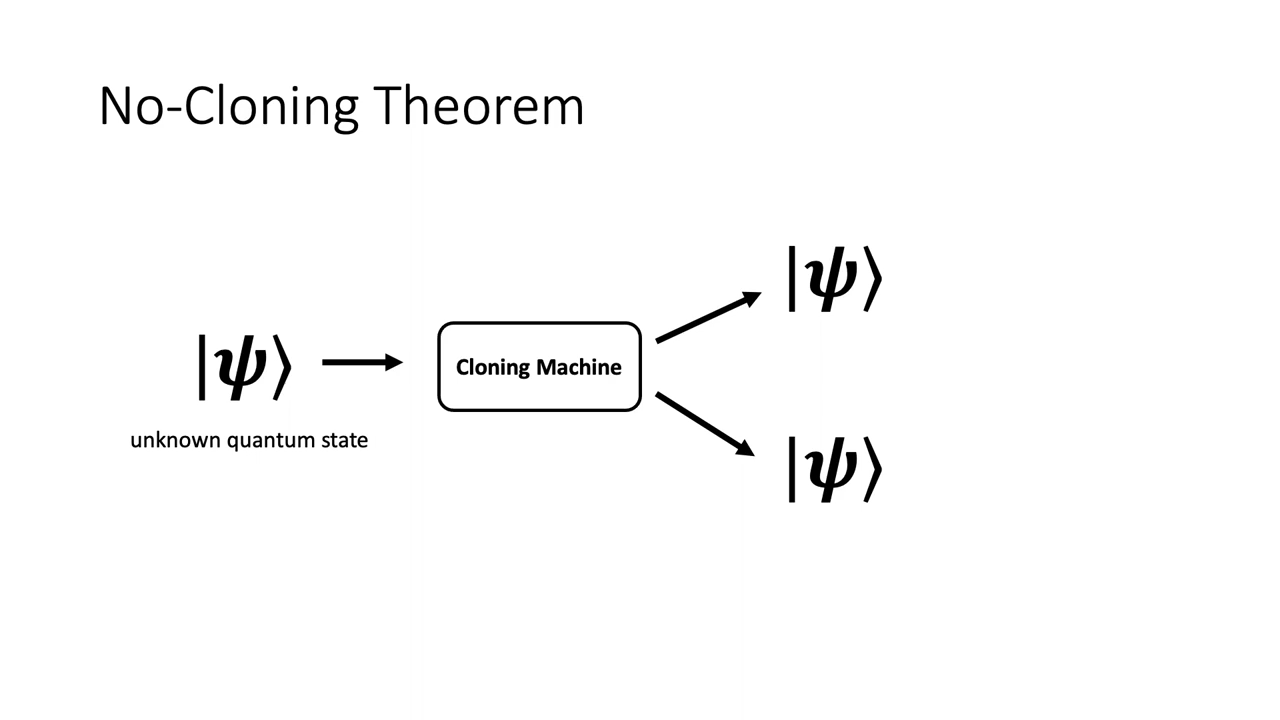 No-Cloning Theorem
|ψ⟩
|ψ⟩
Cloning Machine
unknown quantum state
|ψ⟩